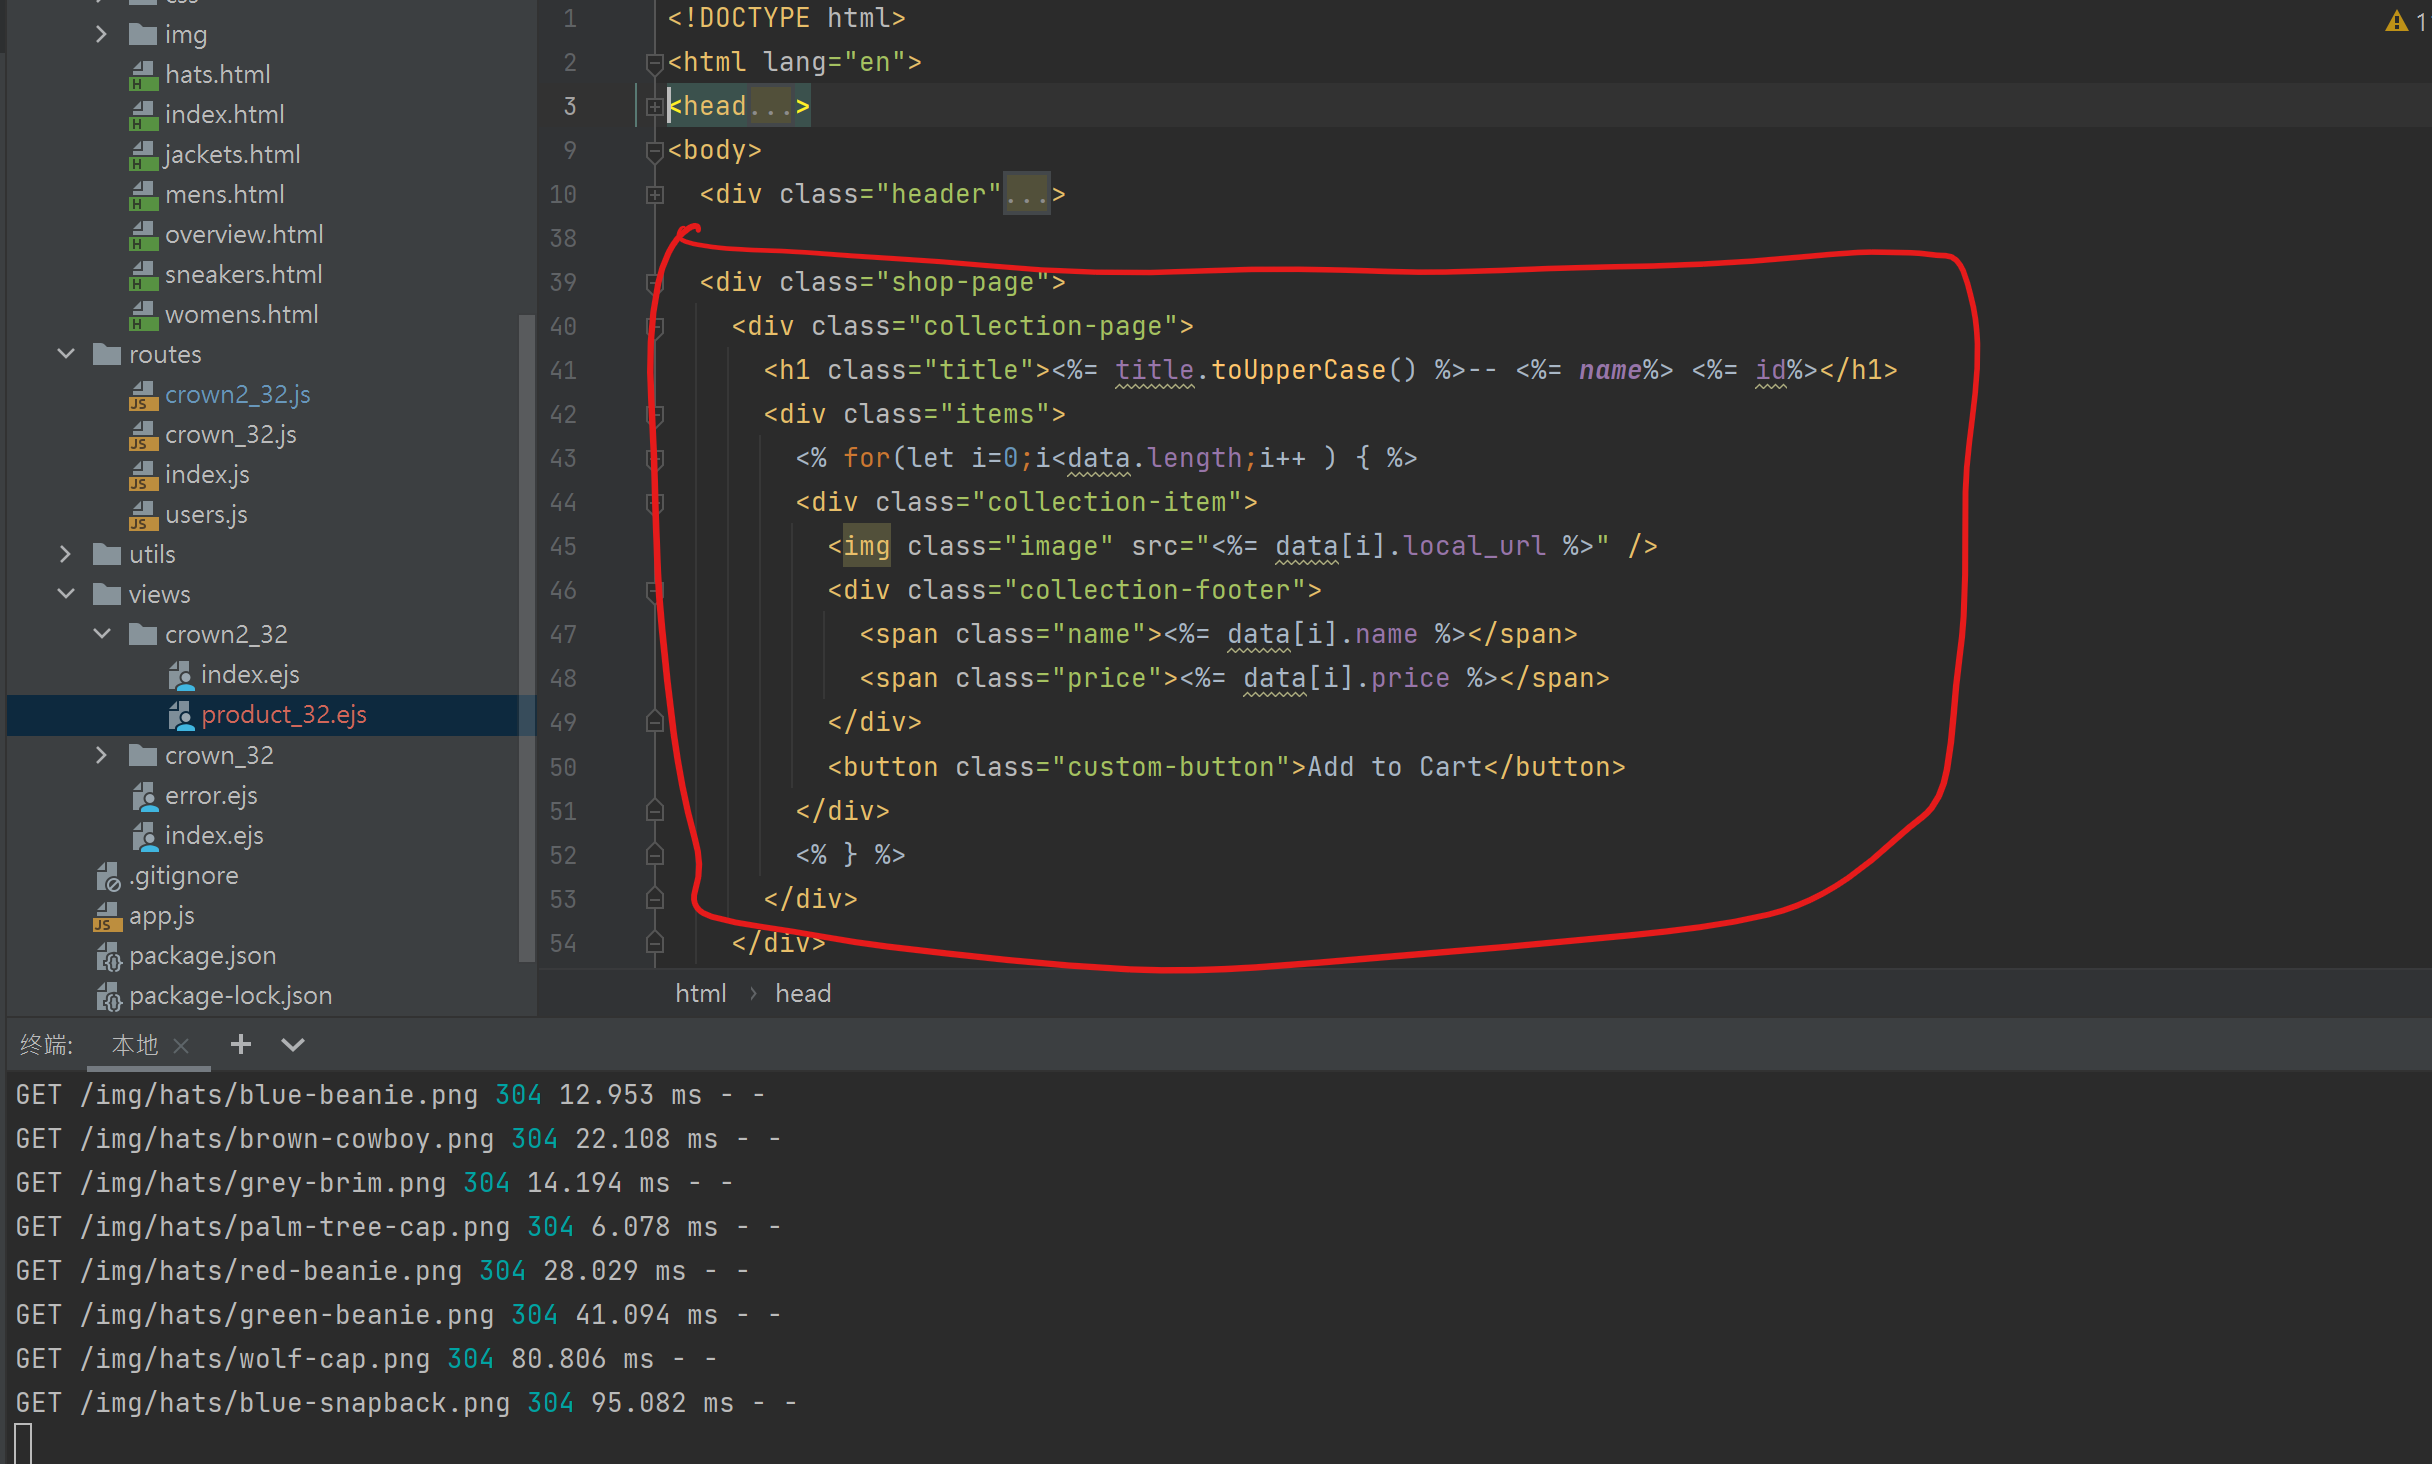 css
img
hats.html
index.html
jackets.html
mens.html
overview.html
sneakers.html
womens.html
routes
crown2_32.js
crown_32.js
index.js
users.js
utils
views
crown2_32
index.ejs
product_32.ejs
crown_32
error.ejs
index.ejs
.gitignore
app.js
package.json
package-lock.json
1 <!DOCTYPE html>
2 <html lang="en">
3 <head...>
9 <body>
10 <div class="header"...>
38
39 <div class="shop-page">
40 <div class="collection-page">
41 <h1 class="title"><%= title.toUpperCase() %>-- <%= name%> <%= id%></h1>
42 <div class="items">
43 <% for(let i=0;i<data.length;i++ ) { %>
44 <div class="collection-item">
45 <img class="image" src="<%= data[i].local_url %>" />
46 <div class="collection-footer">
47 <span class="name"><%= data[i].name %></span>
48 <span class="price"><%= data[i].price %></span>
49 </div>
50 <button class="custom-button">Add to Cart</button>
51 </div>
52 <% } %>
53 </div>
54 </div>
html › head
终端: 本地
GET /img/hats/blue-beanie.png 304 12.953 ms - -
GET /img/hats/brown-cowboy.png 304 22.108 ms - -
GET /img/hats/grey-brim.png 304 14.194 ms - -
GET /img/hats/palm-tree-cap.png 304 6.078 ms - -
GET /img/hats/red-beanie.png 304 28.029 ms - -
GET /img/hats/green-beanie.png 304 41.094 ms - -
GET /img/hats/wolf-cap.png 304 80.806 ms - -
GET /img/hats/blue-snapback.png 304 95.082 ms - -